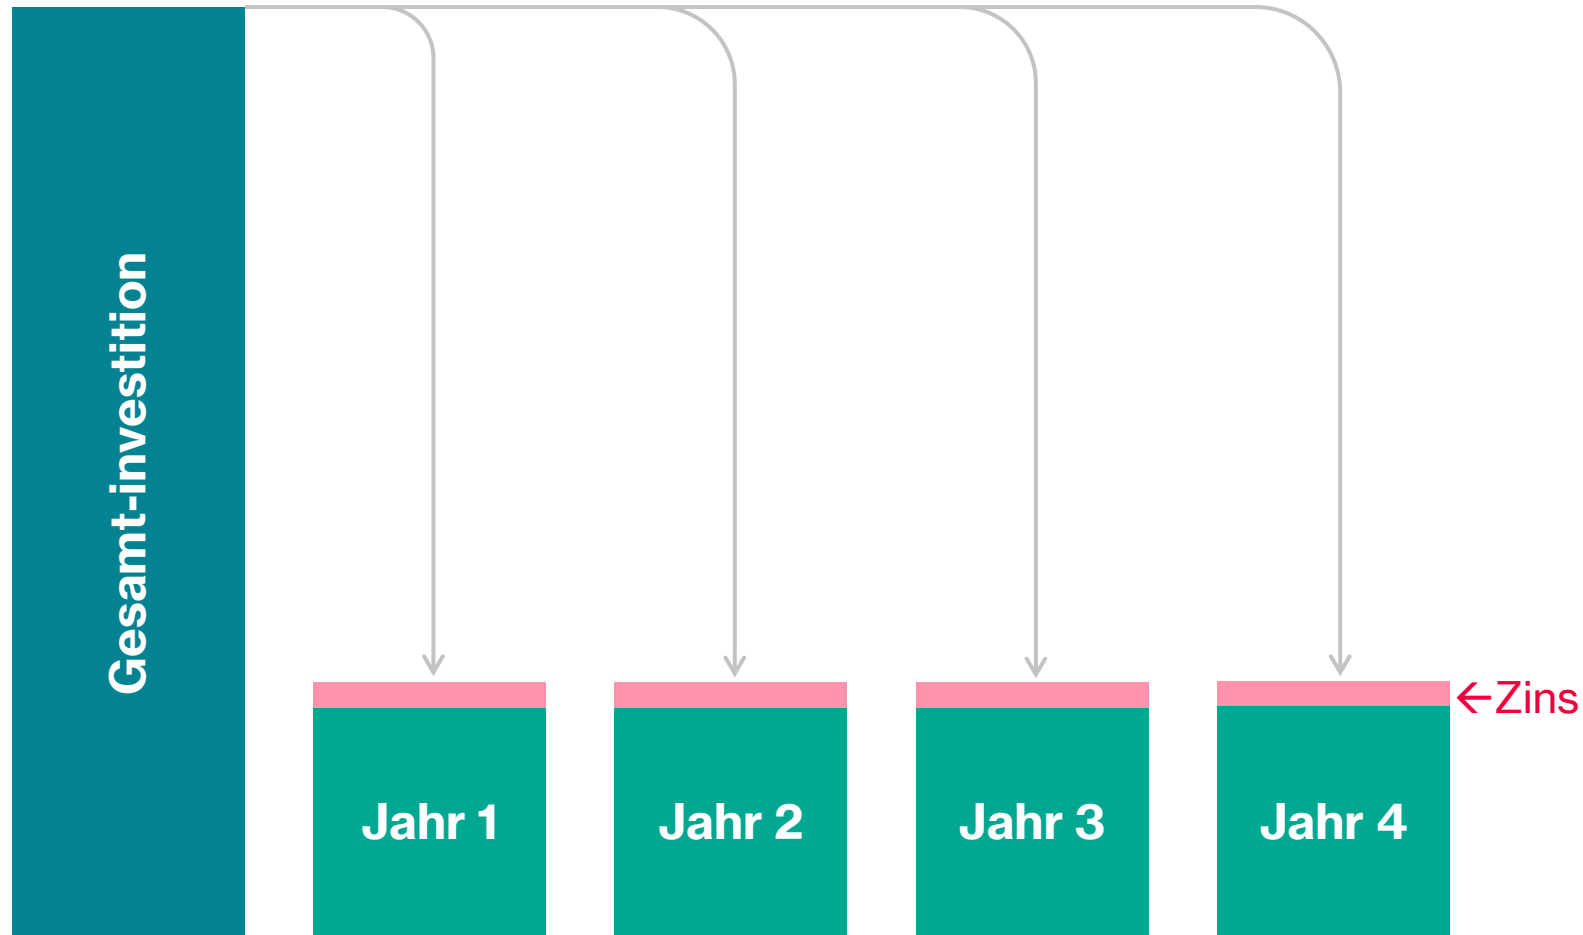 Gesamt-investition
Jahr 1
Jahr 2
Jahr 3
Jahr 4
←Zins